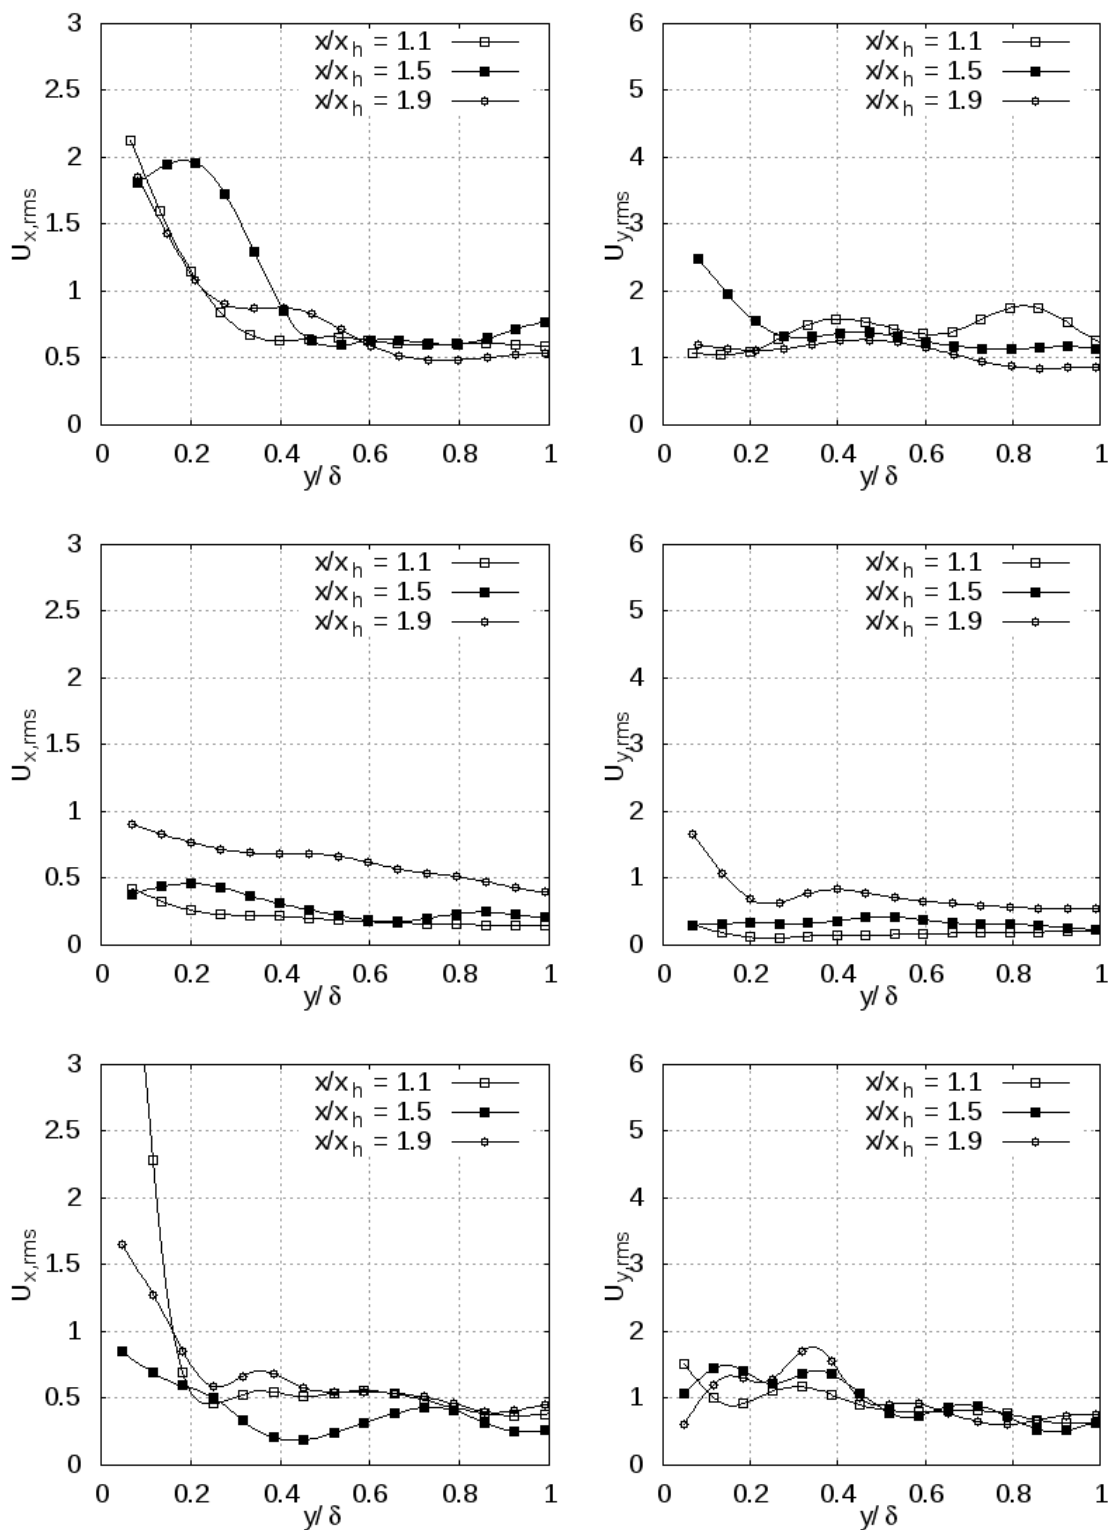 U_x,rms
3
2.5
2
1.5
1
0.5
0
x/x_h = 1.1
x/x_h = 1.5
x/x_h = 1.9
0 0.2 0.4 0.6 0.8 1
y/ δ
U_y,rms
6
5
4
3
2
1
0
x/x_h = 1.1
x/x_h = 1.5
x/x_h = 1.9
0 0.2 0.4 0.6 0.8 1
y/ δ
U_x,rms
3
2.5
2
1.5
1
0.5
0
x/x_h = 1.1
x/x_h = 1.5
x/x_h = 1.9
0 0.2 0.4 0.6 0.8 1
y/ δ
U_y,rms
6
5
4
3
2
1
0
x/x_h = 1.1
x/x_h = 1.5
x/x_h = 1.9
0 0.2 0.4 0.6 0.8 1
y/ δ
U_x,rms
3
2.5
2
1.5
1
0.5
0
x/x_h = 1.1
x/x_h = 1.5
x/x_h = 1.9
0 0.2 0.4 0.6 0.8 1
y/ δ
U_y,rms
6
5
4
3
2
1
0
x/x_h = 1.1
x/x_h = 1.5
x/x_h = 1.9
0 0.2 0.4 0.6 0.8 1
y/ δ